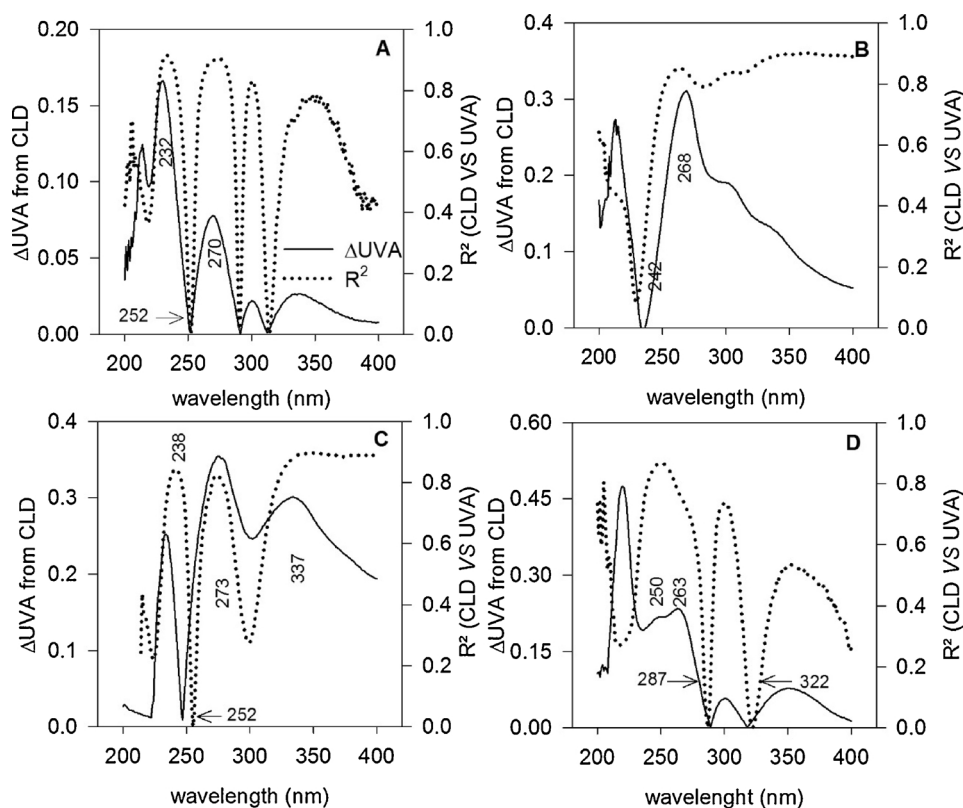 A
0.20
0.15
0.10
0.05
0.00
ΔUVA from CLD
1.0
0.8
0.6
0.4
0.2
0.0
R² (CLD VS UVA)
232
270
252
ΔUVA
R²
200 250 300 350 400
wavelength (nm)
B
0.4
0.3
0.2
0.1
0.0
ΔUVA from CLD
1.0
0.8
0.6
0.4
0.2
0.0
R² (CLD VS UVA)
242
268
200 250 300 350 400
wavelength (nm)
C
0.4
0.3
0.2
0.1
0.0
ΔUVA from CLD
1.0
0.8
0.6
0.4
0.2
0.0
R² (CLD VS UVA)
238
273
337
252
200 250 300 350 400
wavelength (nm)
D
0.60
0.45
0.30
0.15
0.00
ΔUVA from CLD
1.0
0.8
0.6
0.4
0.2
0.0
R² (CLD VS UVA)
250
263
287
322
200 250 300 350 400
wavelenght (nm)